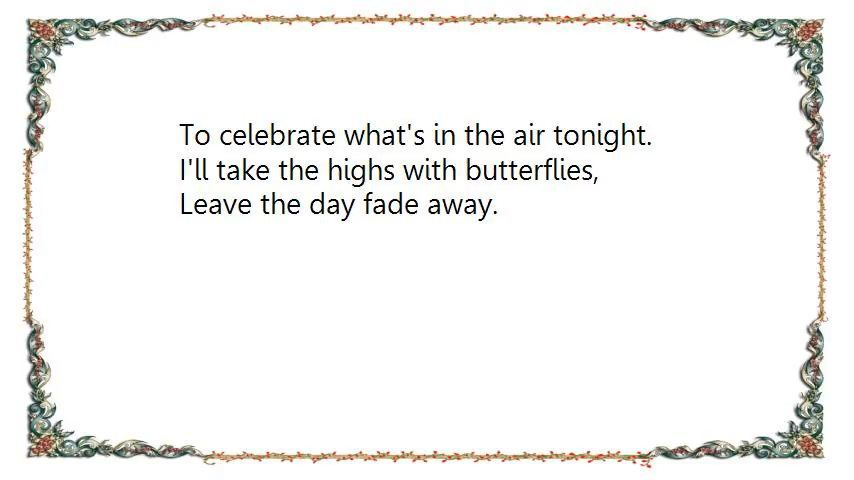 To celebrate what's in the air tonight.
I'll take the highs with butterflies,
Leave the day fade away.